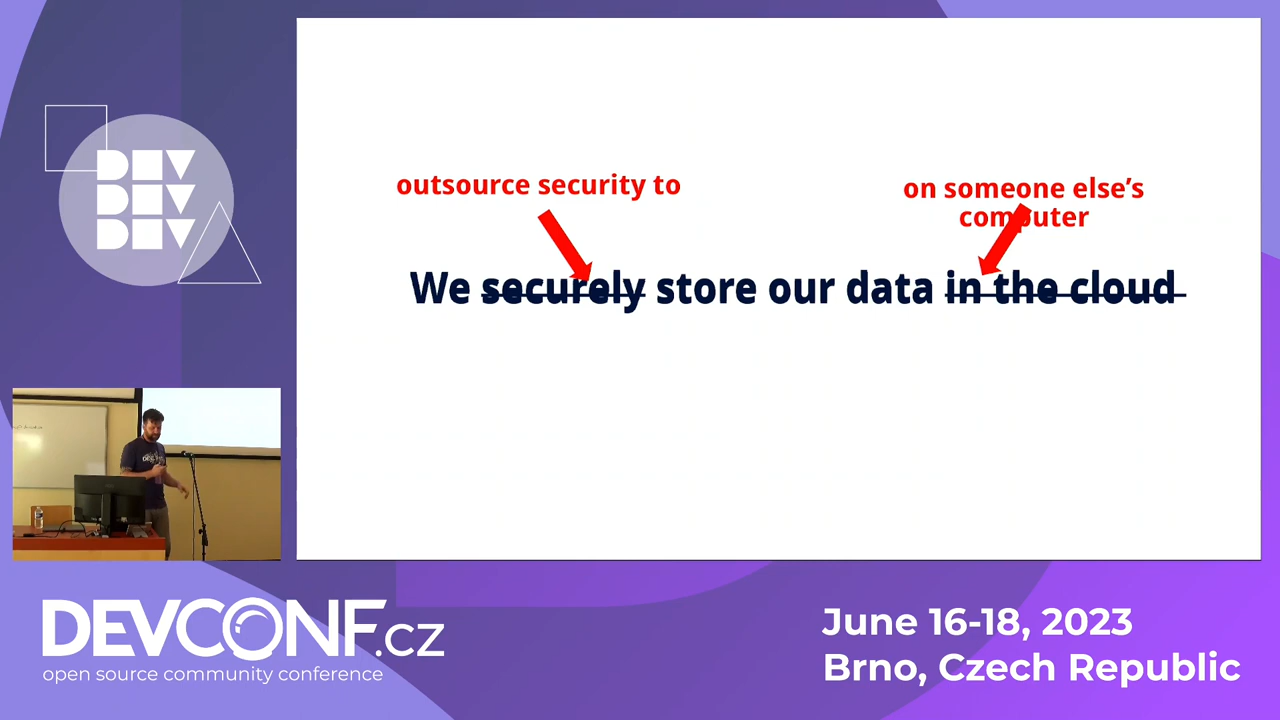 outsource security to
on someone else's
computer
We securely store our data in the cloud
DEV
DEV
DEV
DEVCONF.cz
open source community conference
June 16-18, 2023
Brno, Czech Republic